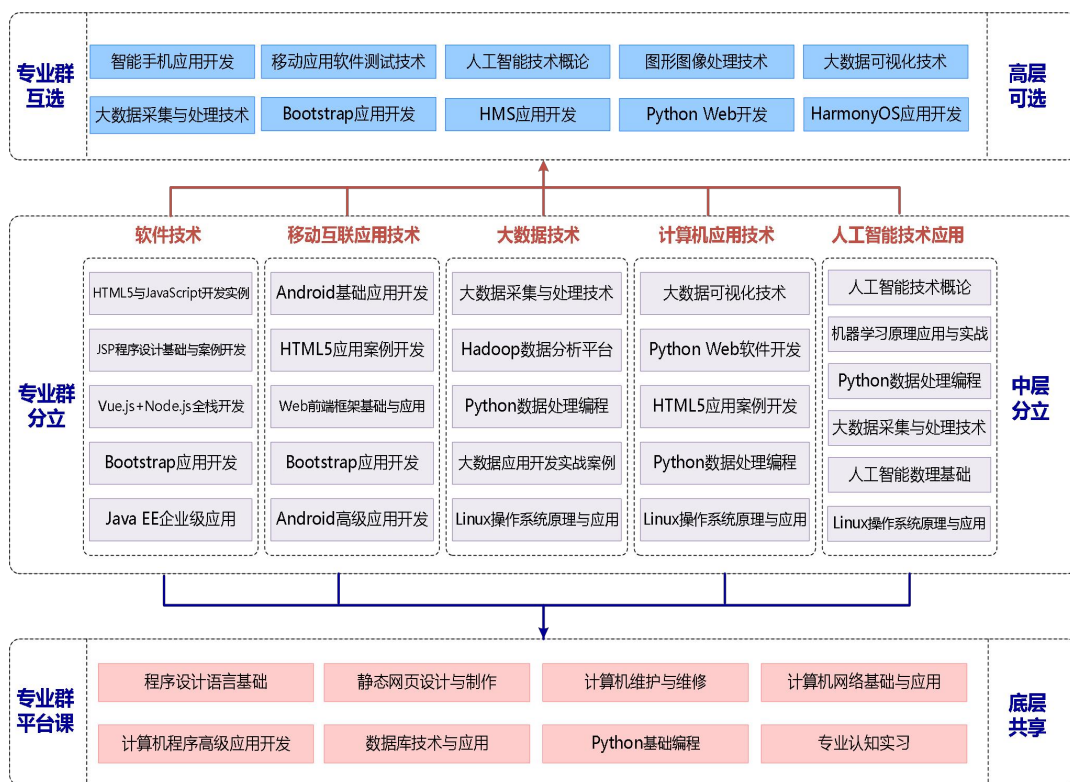 专业群
互选
智能手机应用开发
移动应用软件测试技术
人工智能技术概论
图形图像处理技术
大数据可视化技术
大数据采集与处理技术
Bootstrap应用开发
HMS应用开发
Python Web开发
HarmonyOS应用开发
高层
可选
专业群
分立
软件技术
HTML5与JavaScript开发实例
JSP程序设计基础与案例开发
Vue.js+Node.js全栈开发
Bootstrap应用开发
Java EE企业级应用
移动互联应用技术
Android基础应用开发
HTML5应用案例开发
Web前端框架基础与应用
Bootstrap应用开发
Android高级应用开发
大数据技术
大数据采集与处理技术
Hadoop数据分析平台
Python数据处理编程
大数据应用开发实战案例
Linux操作系统原理与应用
计算机应用技术
大数据可视化技术
Python Web软件开发
HTML5应用案例开发
Python数据处理编程
Linux操作系统原理与应用
人工智能技术应用
人工智能技术概论
机器学习原理应用与实战
Python数据处理编程
大数据采集与处理技术
人工智能数理基础
Linux操作系统原理与应用
中层
分立
专业群
平台课
程序设计语言基础
静态网页设计与制作
计算机维护与维修
计算机网络基础与应用
计算机程序高级应用开发
数据库技术与应用
Python基础编程
专业认知实习
底层
共享